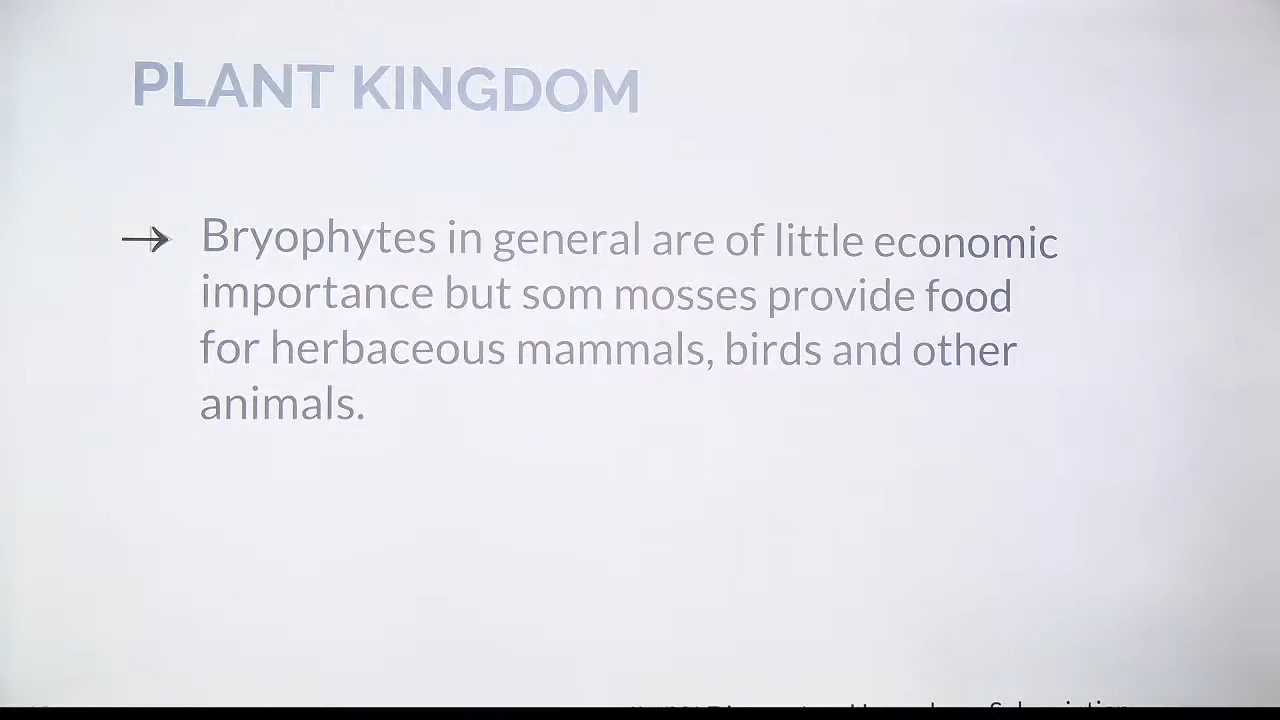 PLANT KINGDOM
→ Bryophytes in general are of little economic
importance but som mosses provide food
for herbaceous mammals, birds and other
animals.